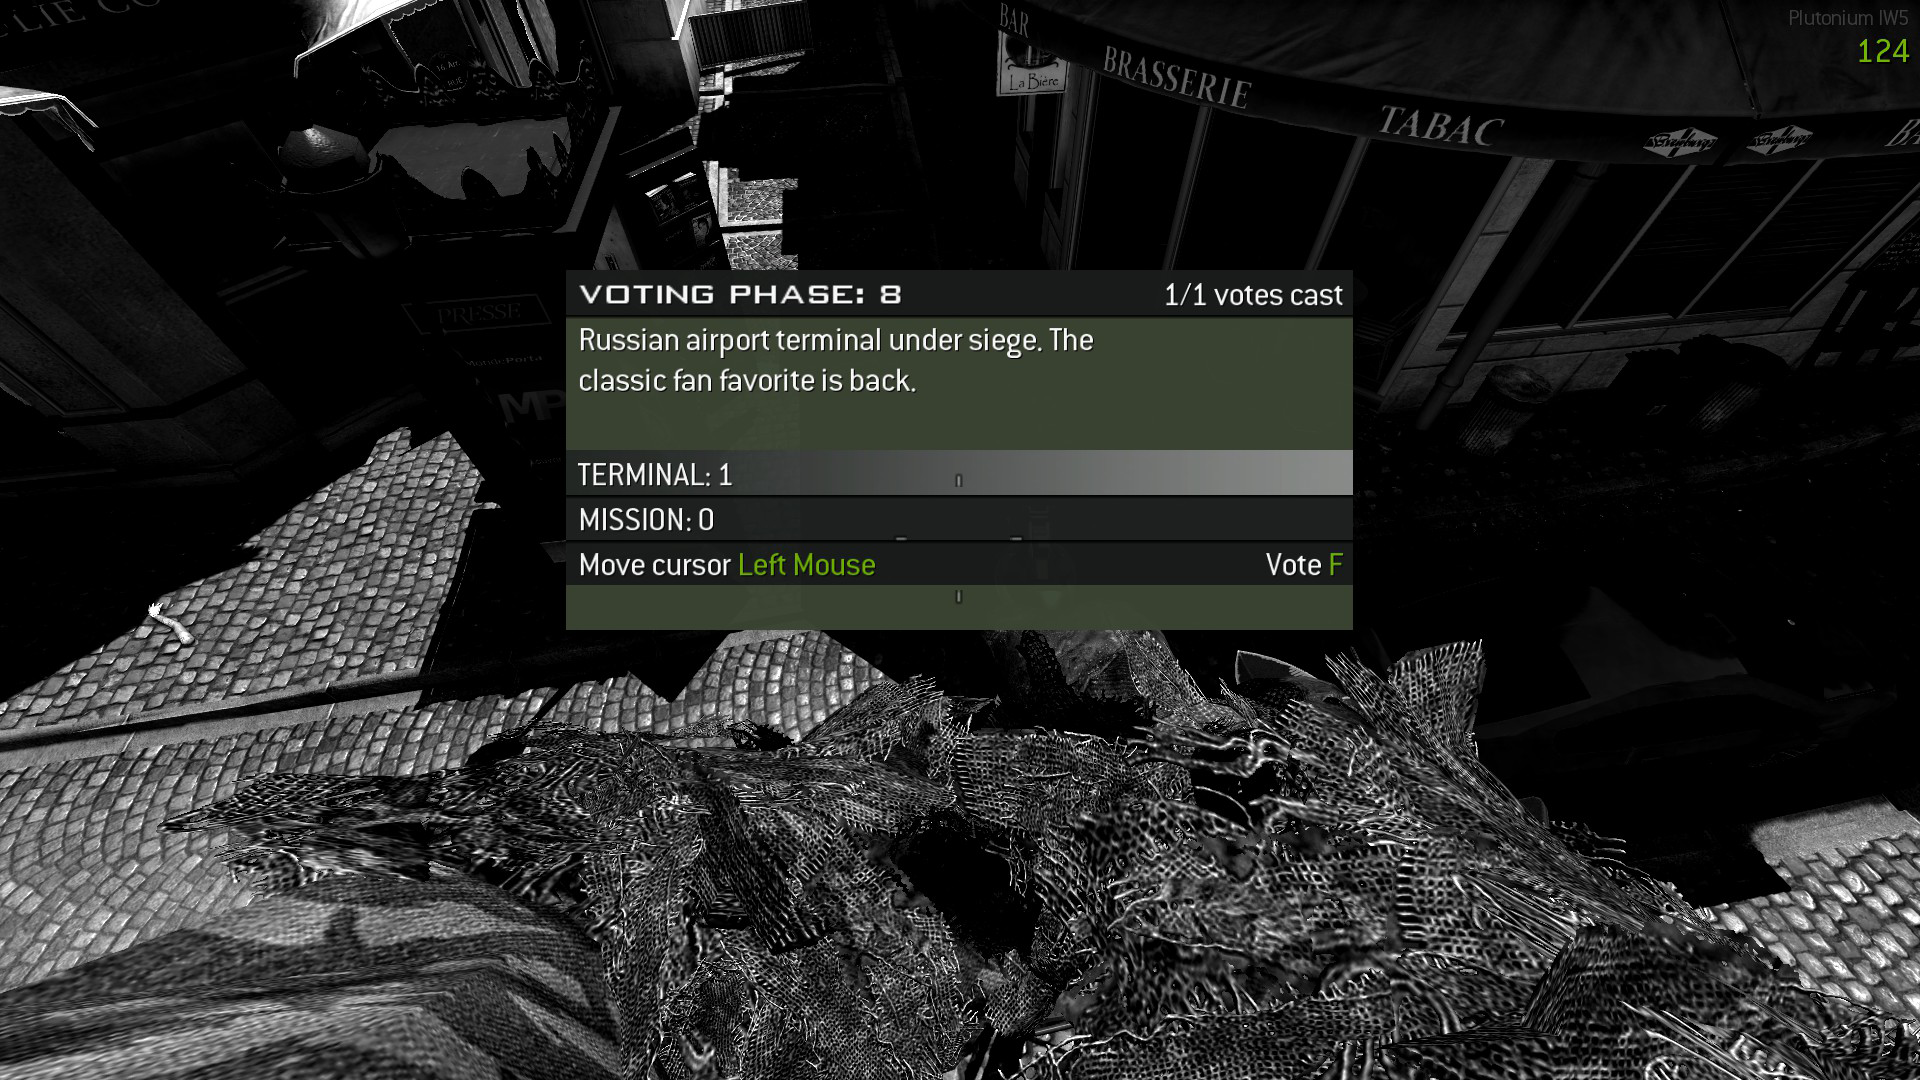 Plutonium IW5
124
BAR
La Bière
BRASSERIE
TABAC
PRESSE
MP
VOTING PHASE: 8
1/1 votes cast
Russian airport terminal under siege. The
classic fan favorite is back.
TERMINAL: 1
MISSION: 0
Move cursor Left Mouse
Vote F